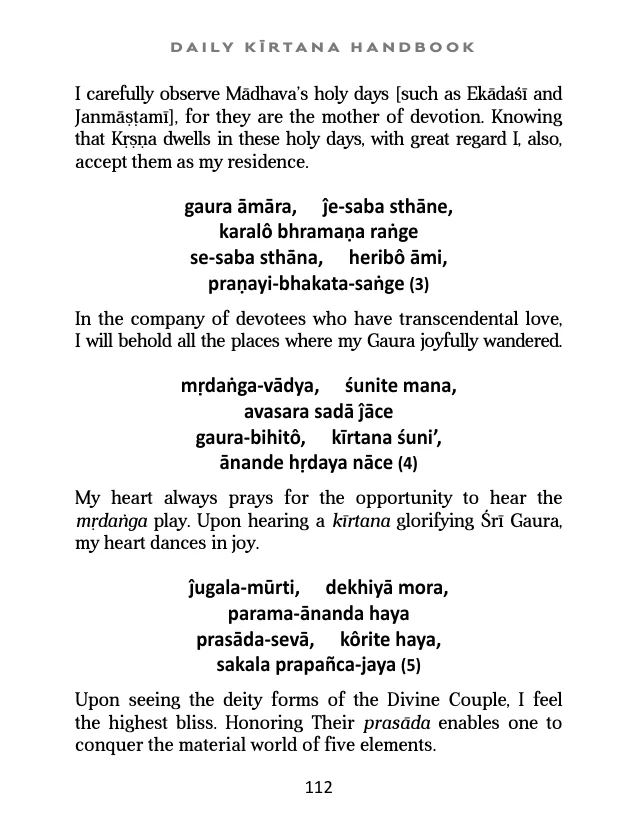 DAILY KĪRTANA HANDBOOK
I carefully observe Mādhava’s holy days [such as Ekādaśī and
Janmāṣṭamī], for they are the mother of devotion. Knowing
that Kṛṣṇa dwells in these holy days, with great regard I, also,
accept them as my residence.
gaura āmāra, ĵe-saba sthāne,
karalô bhramaṇa raṅge
se-saba sthāna, heribô āmi,
praṇayi-bhakata-saṅge (3)
In the company of devotees who have transcendental love,
I will behold all the places where my Gaura joyfully wandered.
mṛdaṅga-vādya, śunite mana,
avasara sadā ĵāce
gaura-bihitô, kīrtana śuni’,
ānande hṛdaya nāce (4)
My heart always prays for the opportunity to hear the
mṛdaṅga play. Upon hearing a kīrtana glorifying Śrī Gaura,
my heart dances in joy.
ĵugala-mūrti, dekhiyā mora,
parama-ānanda haya
prasāda-sevā, kôrite haya,
sakala prapañca-jaya (5)
Upon seeing the deity forms of the Divine Couple, I feel
the highest bliss. Honoring Their prasāda enables one to
conquer the material world of five elements.
112